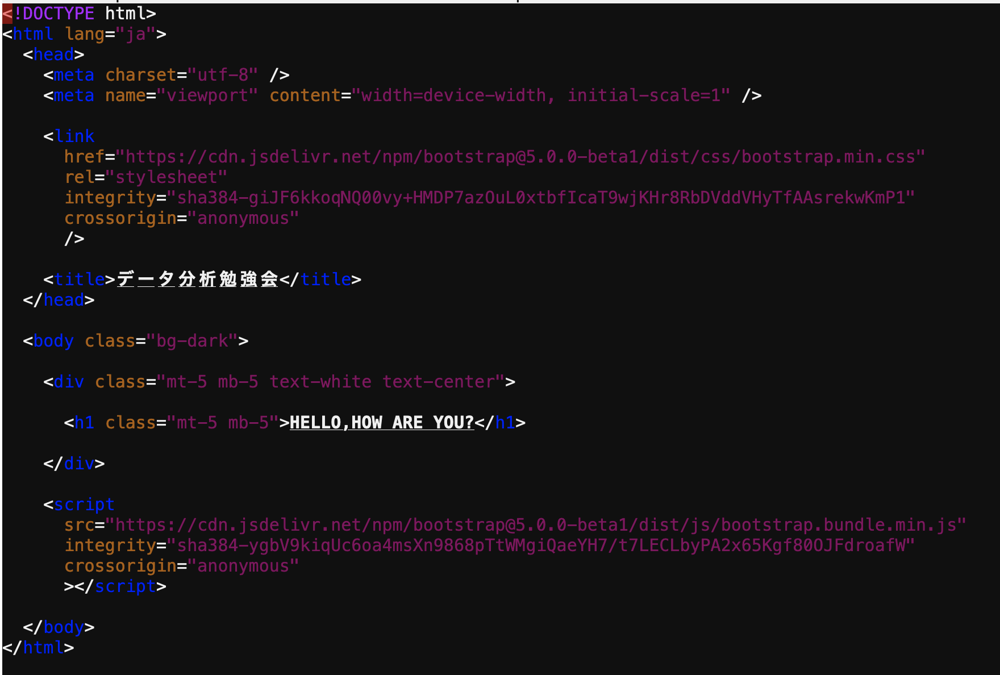 <!DOCTYPE html>
<html lang="ja">
  <head>
    <meta charset="utf-8" />
    <meta name="viewport" content="width=device-width, initial-scale=1" />

    <link
      href="https://cdn.jsdelivr.net/npm/bootstrap@5.0.0-beta1/dist/css/bootstrap.min.css"
      rel="stylesheet"
      integrity="sha384-giJF6kkoqNQ00vy+HMDP7azOuL0xtbfIcaT9wjKHr8RbDVddVHyTfAAsrekwKmP1"
      crossorigin="anonymous"
      />

    <title>データ分析勉強会</title>
  </head>

  <body class="bg-dark">

    <div class="mt-5 mb-5 text-white text-center">

      <h1 class="mt-5 mb-5">HELLO,HOW ARE YOU?</h1>

    </div>

    <script
      src="https://cdn.jsdelivr.net/npm/bootstrap@5.0.0-beta1/dist/js/bootstrap.bundle.min.js"
      integrity="sha384-ygbV9kiqUc6oa4msXn9868pTtWMgiQaeYH7/t7LECLbyPA2x65Kgf80OJFdroafW"
      crossorigin="anonymous"
      ></script>

  </body>
</html>